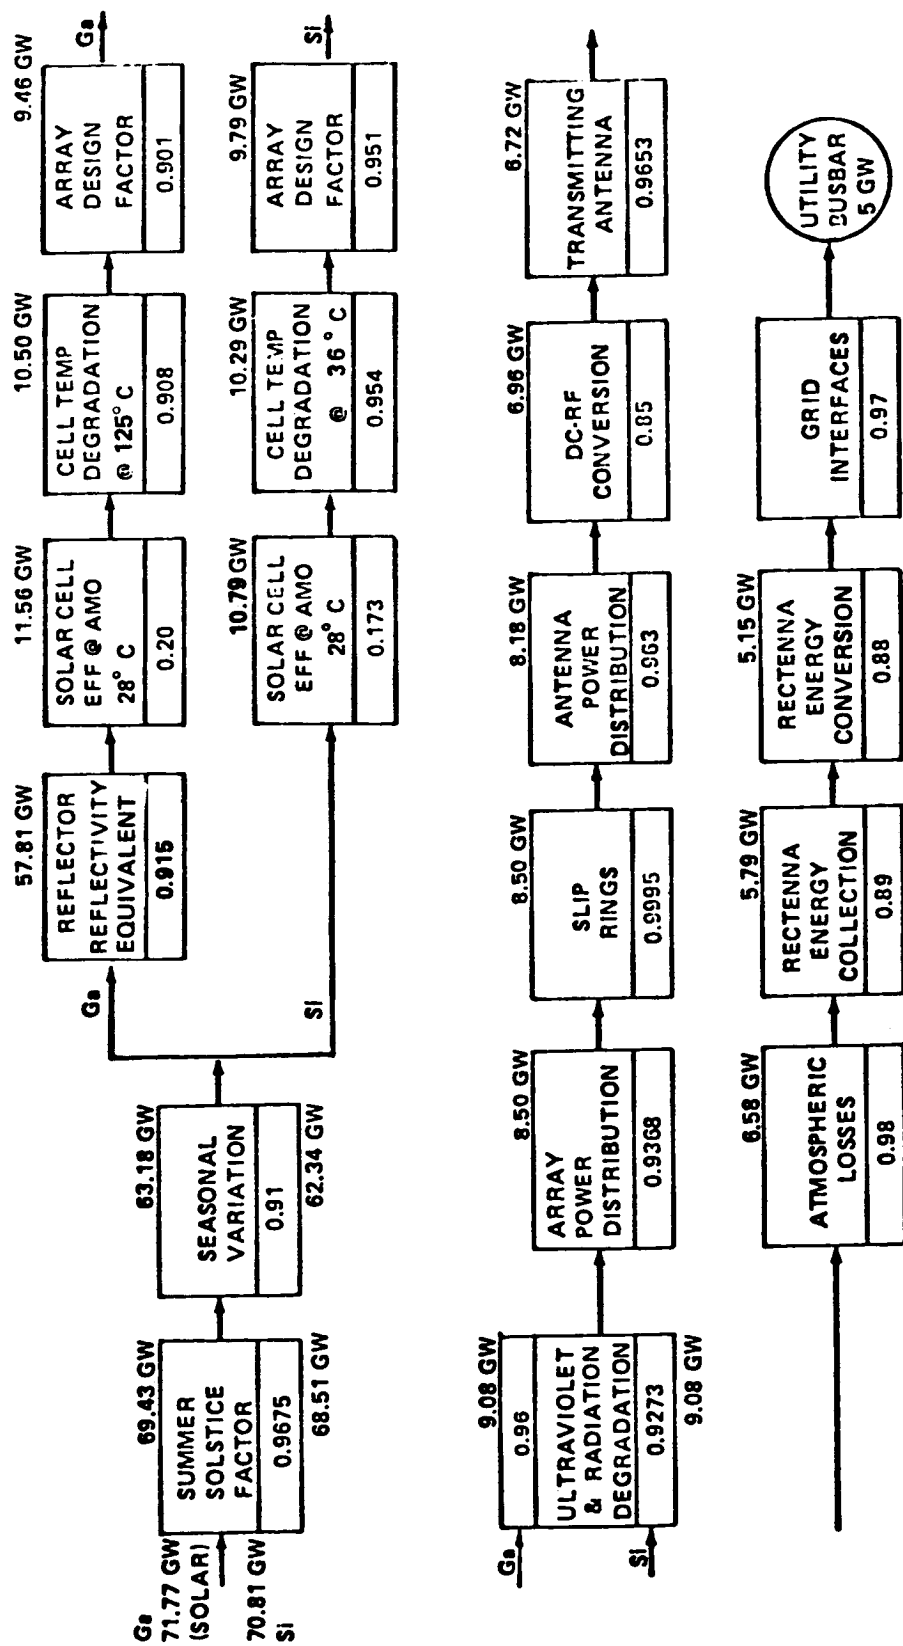 Ga
71.77 GW
(SOLAR)
70.81 GW
Si
69.43 GW
SUMMER
SOLSTICE
FACTOR
0.9675
68.51 GW
63.18 GW
SEASONAL
VARIATION
0.91
62.34 GW
Ga
57.81 GW
REFLECTOR
REFLECTIVITY
EQUIVALENT
0.915
11.56 GW
SOLAR CELL
EFF @ AMO
28° C
0.20
10.50 GW
CELL TEMP
DEGRADATION
@ 125° C
0.908
9.46 GW
ARRAY
DESIGN
FACTOR
0.901
Ga
Si
10.79 GW
SOLAR CELL
EFF @ AMO
28° C
0.173
10.29 GW
CELL TEMP
DEGRADATION
@ 36° C
0.954
9.79 GW
ARRAY
DESIGN
FACTOR
0.951
Si
Ga
Si
9.08 GW
0.96
ULTRAVIOLET
& RADIATION
DEGRADATION
0.9273
9.08 GW
8.50 GW
ARRAY
POWER
DISTRIBUTION
0.9368
8.50 GW
SLIP
RINGS
0.9995
8.18 GW
ANTENNA
POWER
DISTRIBUTION
0.963
6.96 GW
DC-RF
CONVERSION
0.85
6.72 GW
TRANSMITTING
ANTENNA
0.9653
6.58 GW
ATMOSPHERIC
LOSSES
0.98
5.79 GW
RECTENNA
ENERGY
COLLECTION
0.89
5.15 GW
RECTENNA
ENERGY
CONVERSION
0.88
GRID
INTERFACES
0.97
UTILITY
BUSBAR
5 GW